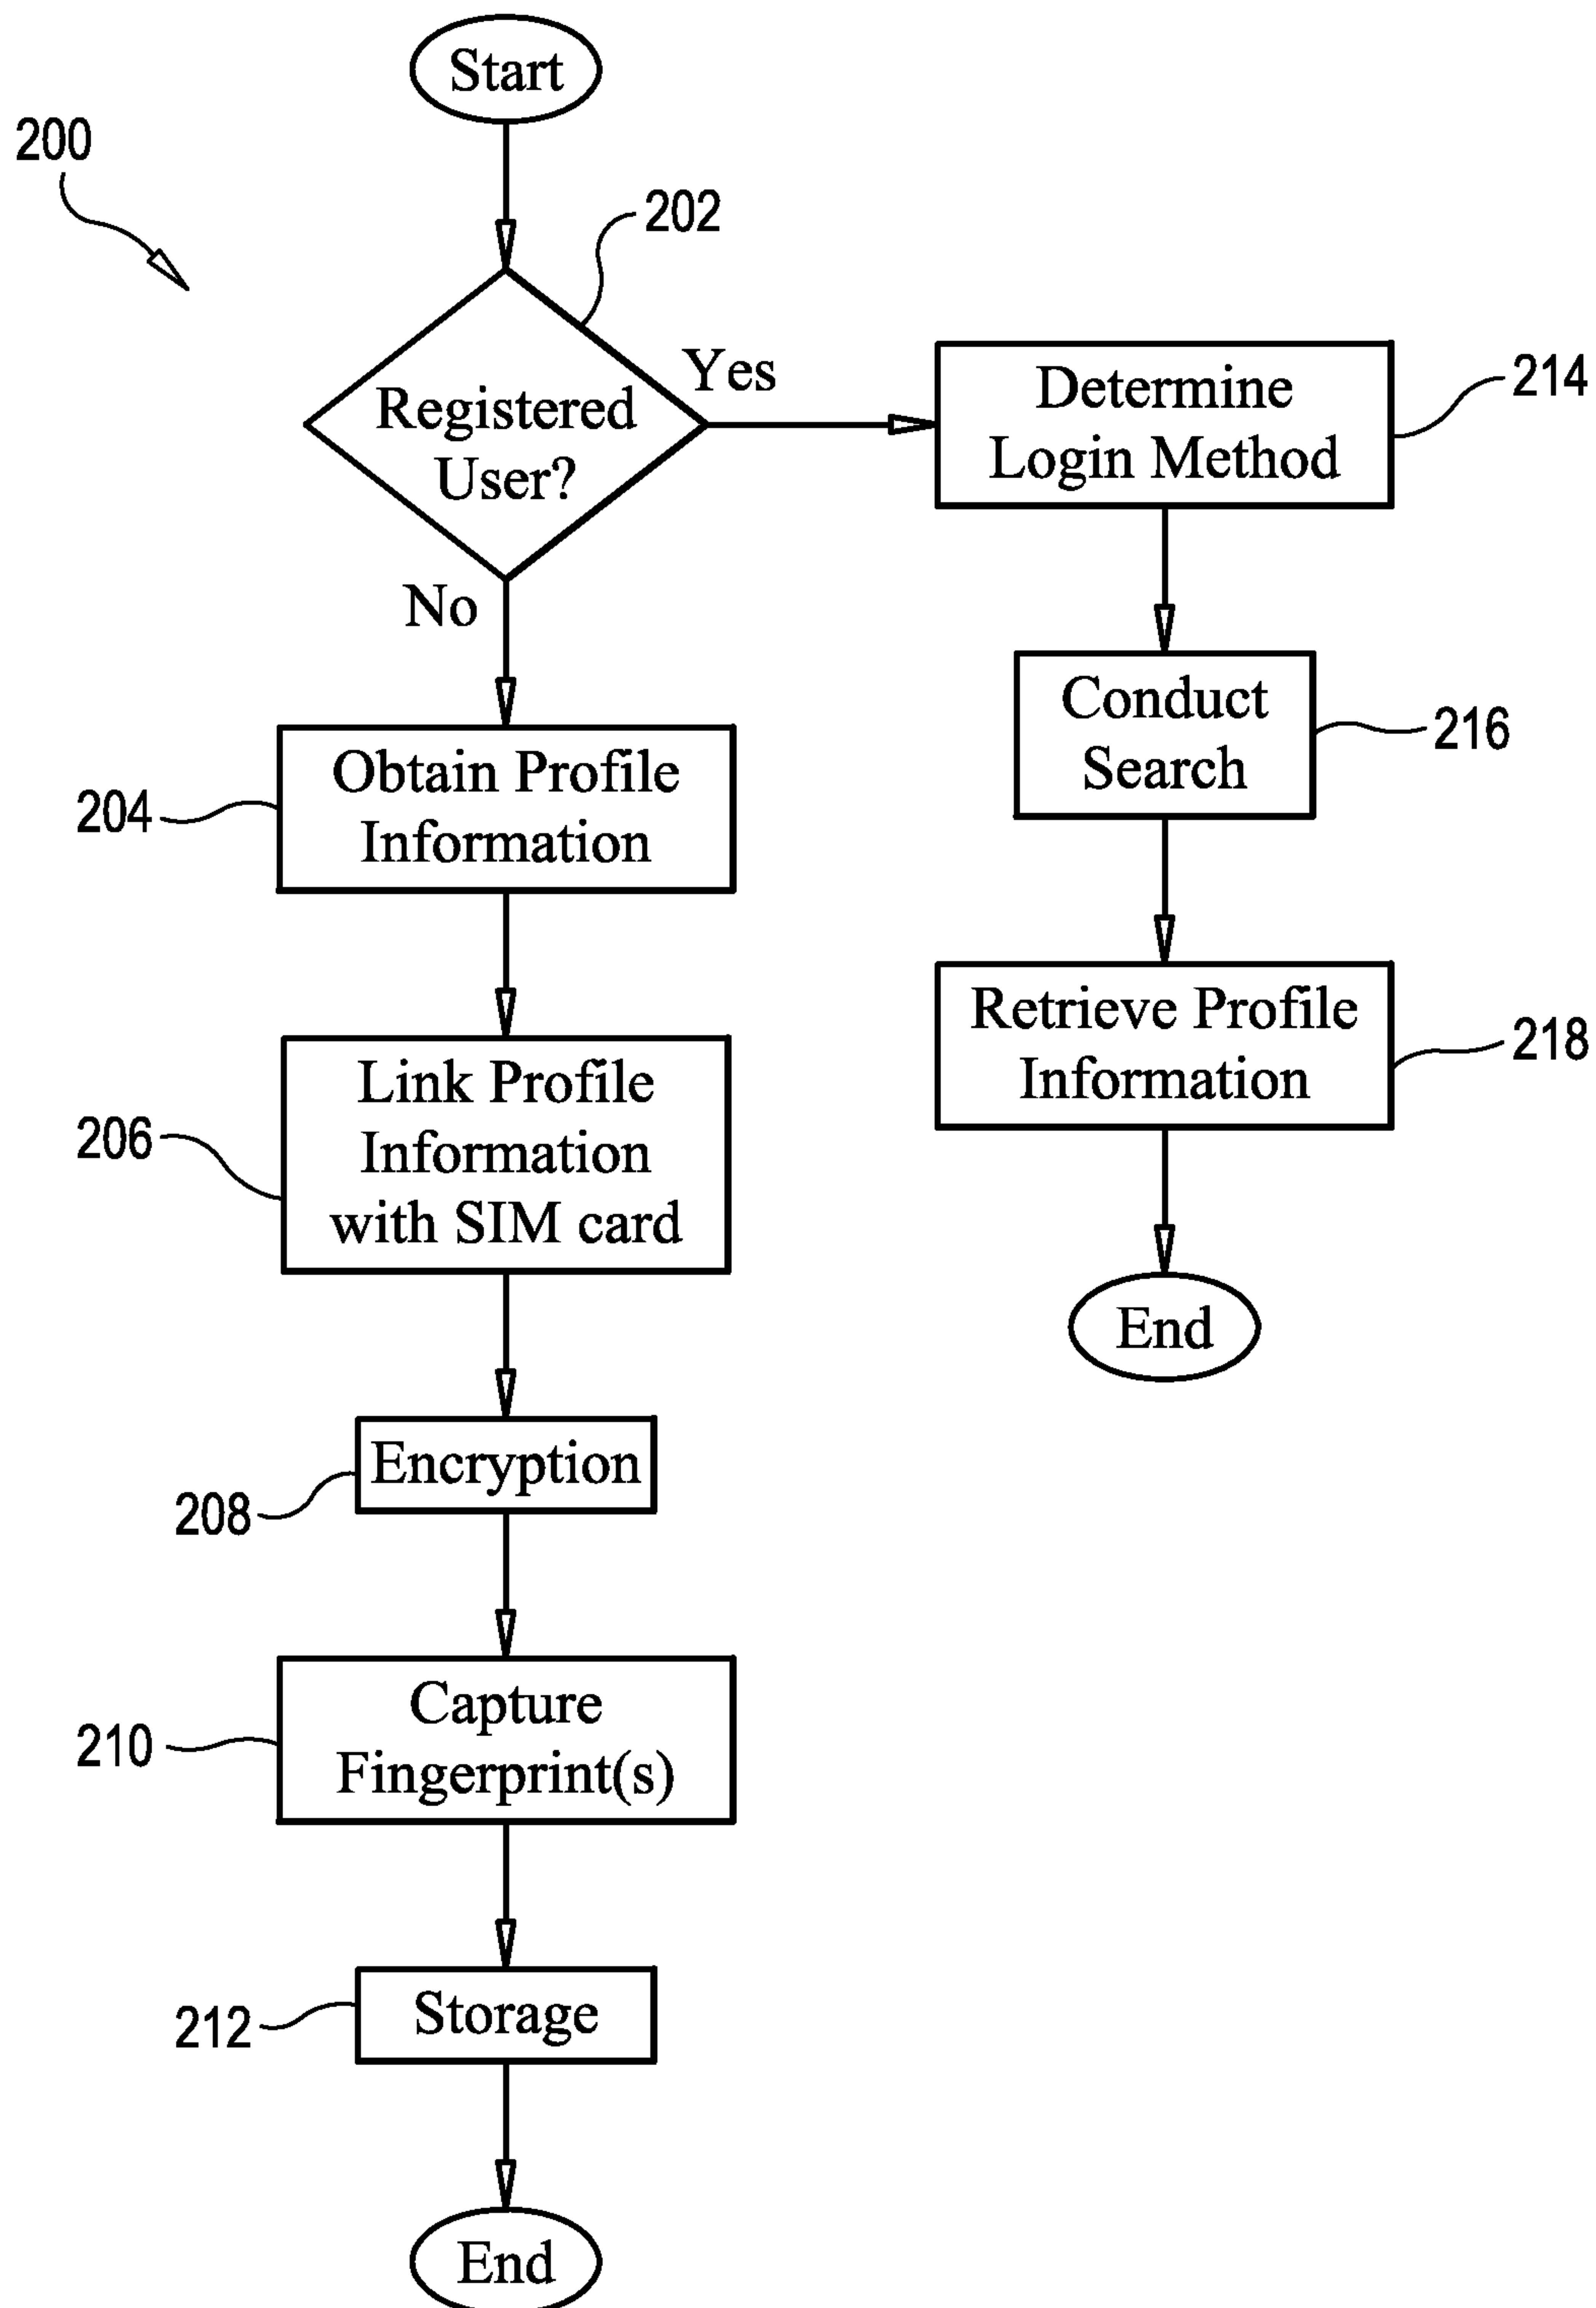 Start
200
202
Registered
User?
Yes
No
Determine
Login Method
214
Conduct
Search
216
Retrieve Profile
Information
218
End
Obtain Profile
Information
204
Link Profile
Information
with SIM card
206
Encryption
208
Capture
Fingerprint(s)
210
Storage
212
End